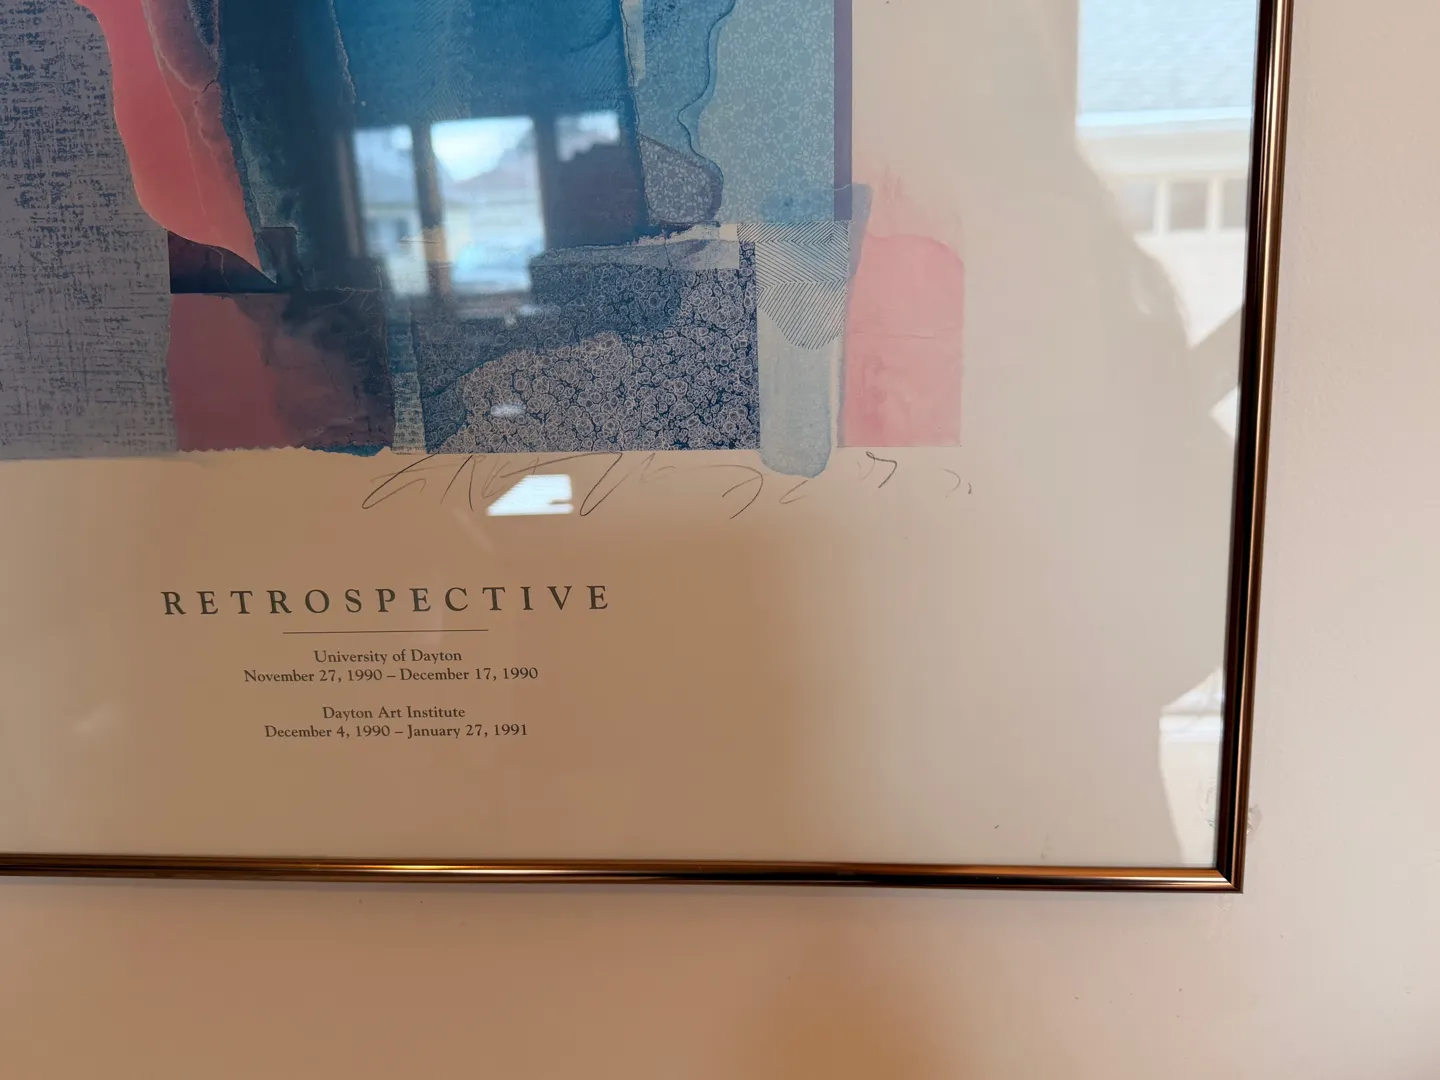 RETROSPECTIVE
University of Dayton
November 27, 1990 – December 17, 1990
Dayton Art Institute
December 4, 1990 – January 27, 1991